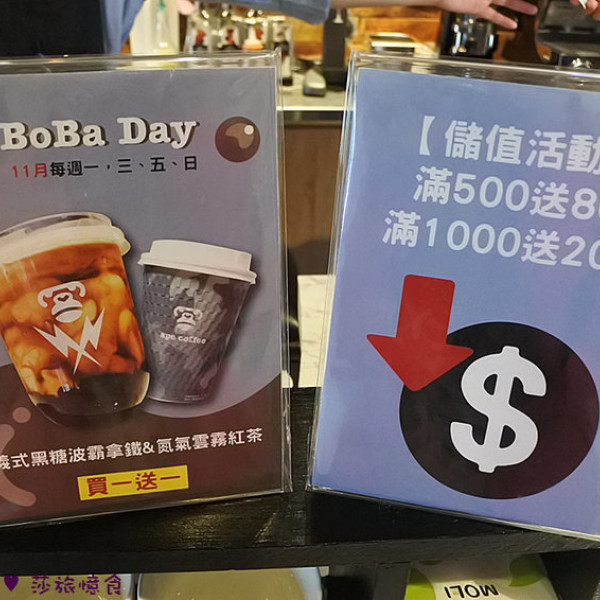 BoBa Day
11月每週一,三、五、日
ape coffee
義式黑糖波霸拿鐵&氮氣雲霧紅茶
買一送一
【儲值活動
滿500送80
滿1000送20
$
莎旅憶食
MOLI